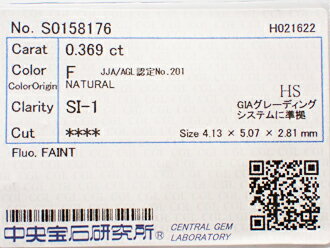 No. S0158176 H021622
Carat 0.369 ct
Color F JJA/AGL認定No.201
ColorOrigin NATURAL
HS
Clarity SI-1 GIAグレーディング
システムに準拠
Cut **** Size 4.13 × 5.07 × 2.81 mm
Fluo. FAINT
中央宝石研究所® CENTRAL GEM
LABORATORY